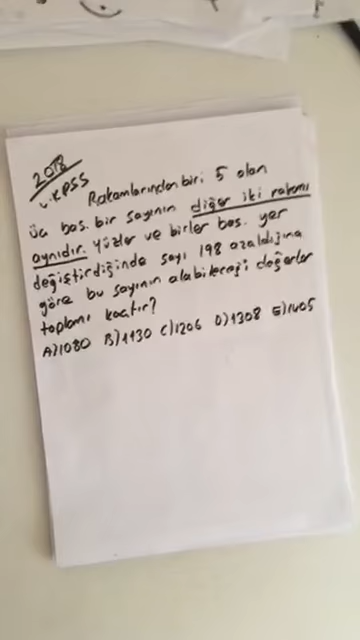 2018
KPSS
Rakamlarından biri 5 olan
üç bas. bir sayının diğer iki rakamı
aynıdır. Yüzler ve birler bas. yer
değiştirdiğinde sayı 198 azaldığına
göre bu sayının alabileceği değerler
toplamı kaçtır?
A)1080 B)1130 C)1206 D)1308 E)1405